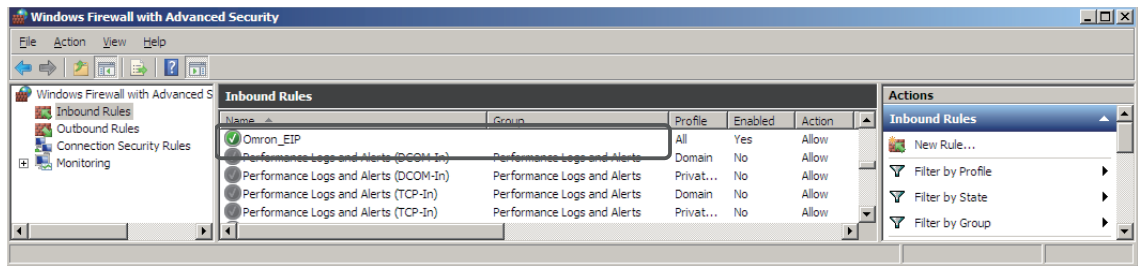 Windows Firewall with Advanced Security
File Action View Help
Windows Firewall with Advanced S
Inbound Rules
Outbound Rules
Connection Security Rules
Monitoring
Inbound Rules
Name Group Profile Enabled Action
Omron_EIP All Yes Allow
Performance Logs and Alerts (DCOM-In) Performance Logs and Alerts Domain No Allow
Performance Logs and Alerts (DCOM-In) Performance Logs and Alerts Privat... No Allow
Performance Logs and Alerts (TCP-In) Performance Logs and Alerts Domain No Allow
Performance Logs and Alerts (TCP-In) Performance Logs and Alerts Privat... No Allow
Actions
Inbound Rules
New Rule...
Filter by Profile
Filter by State
Filter by Group